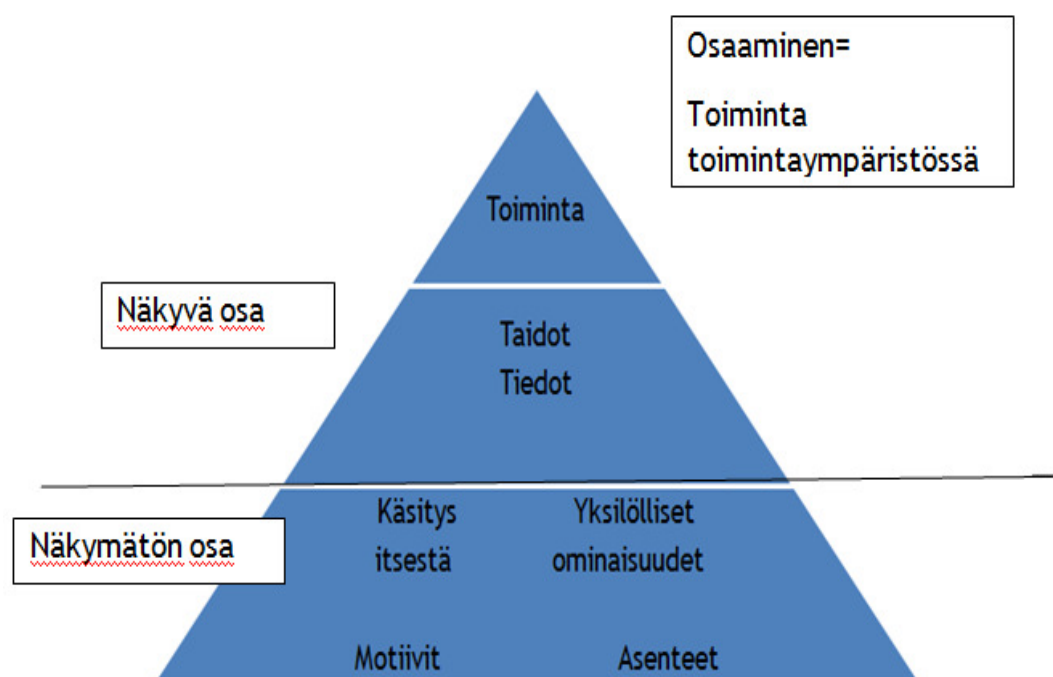 Osaaminen=
Toiminta
toimintaympäristössä
Toiminta
Näkyvä osa
Taidot
Tiedot
Käsitys
itsestä
Yksilölliset
ominaisuudet
Näkymätön osa
Motiivit
Asenteet